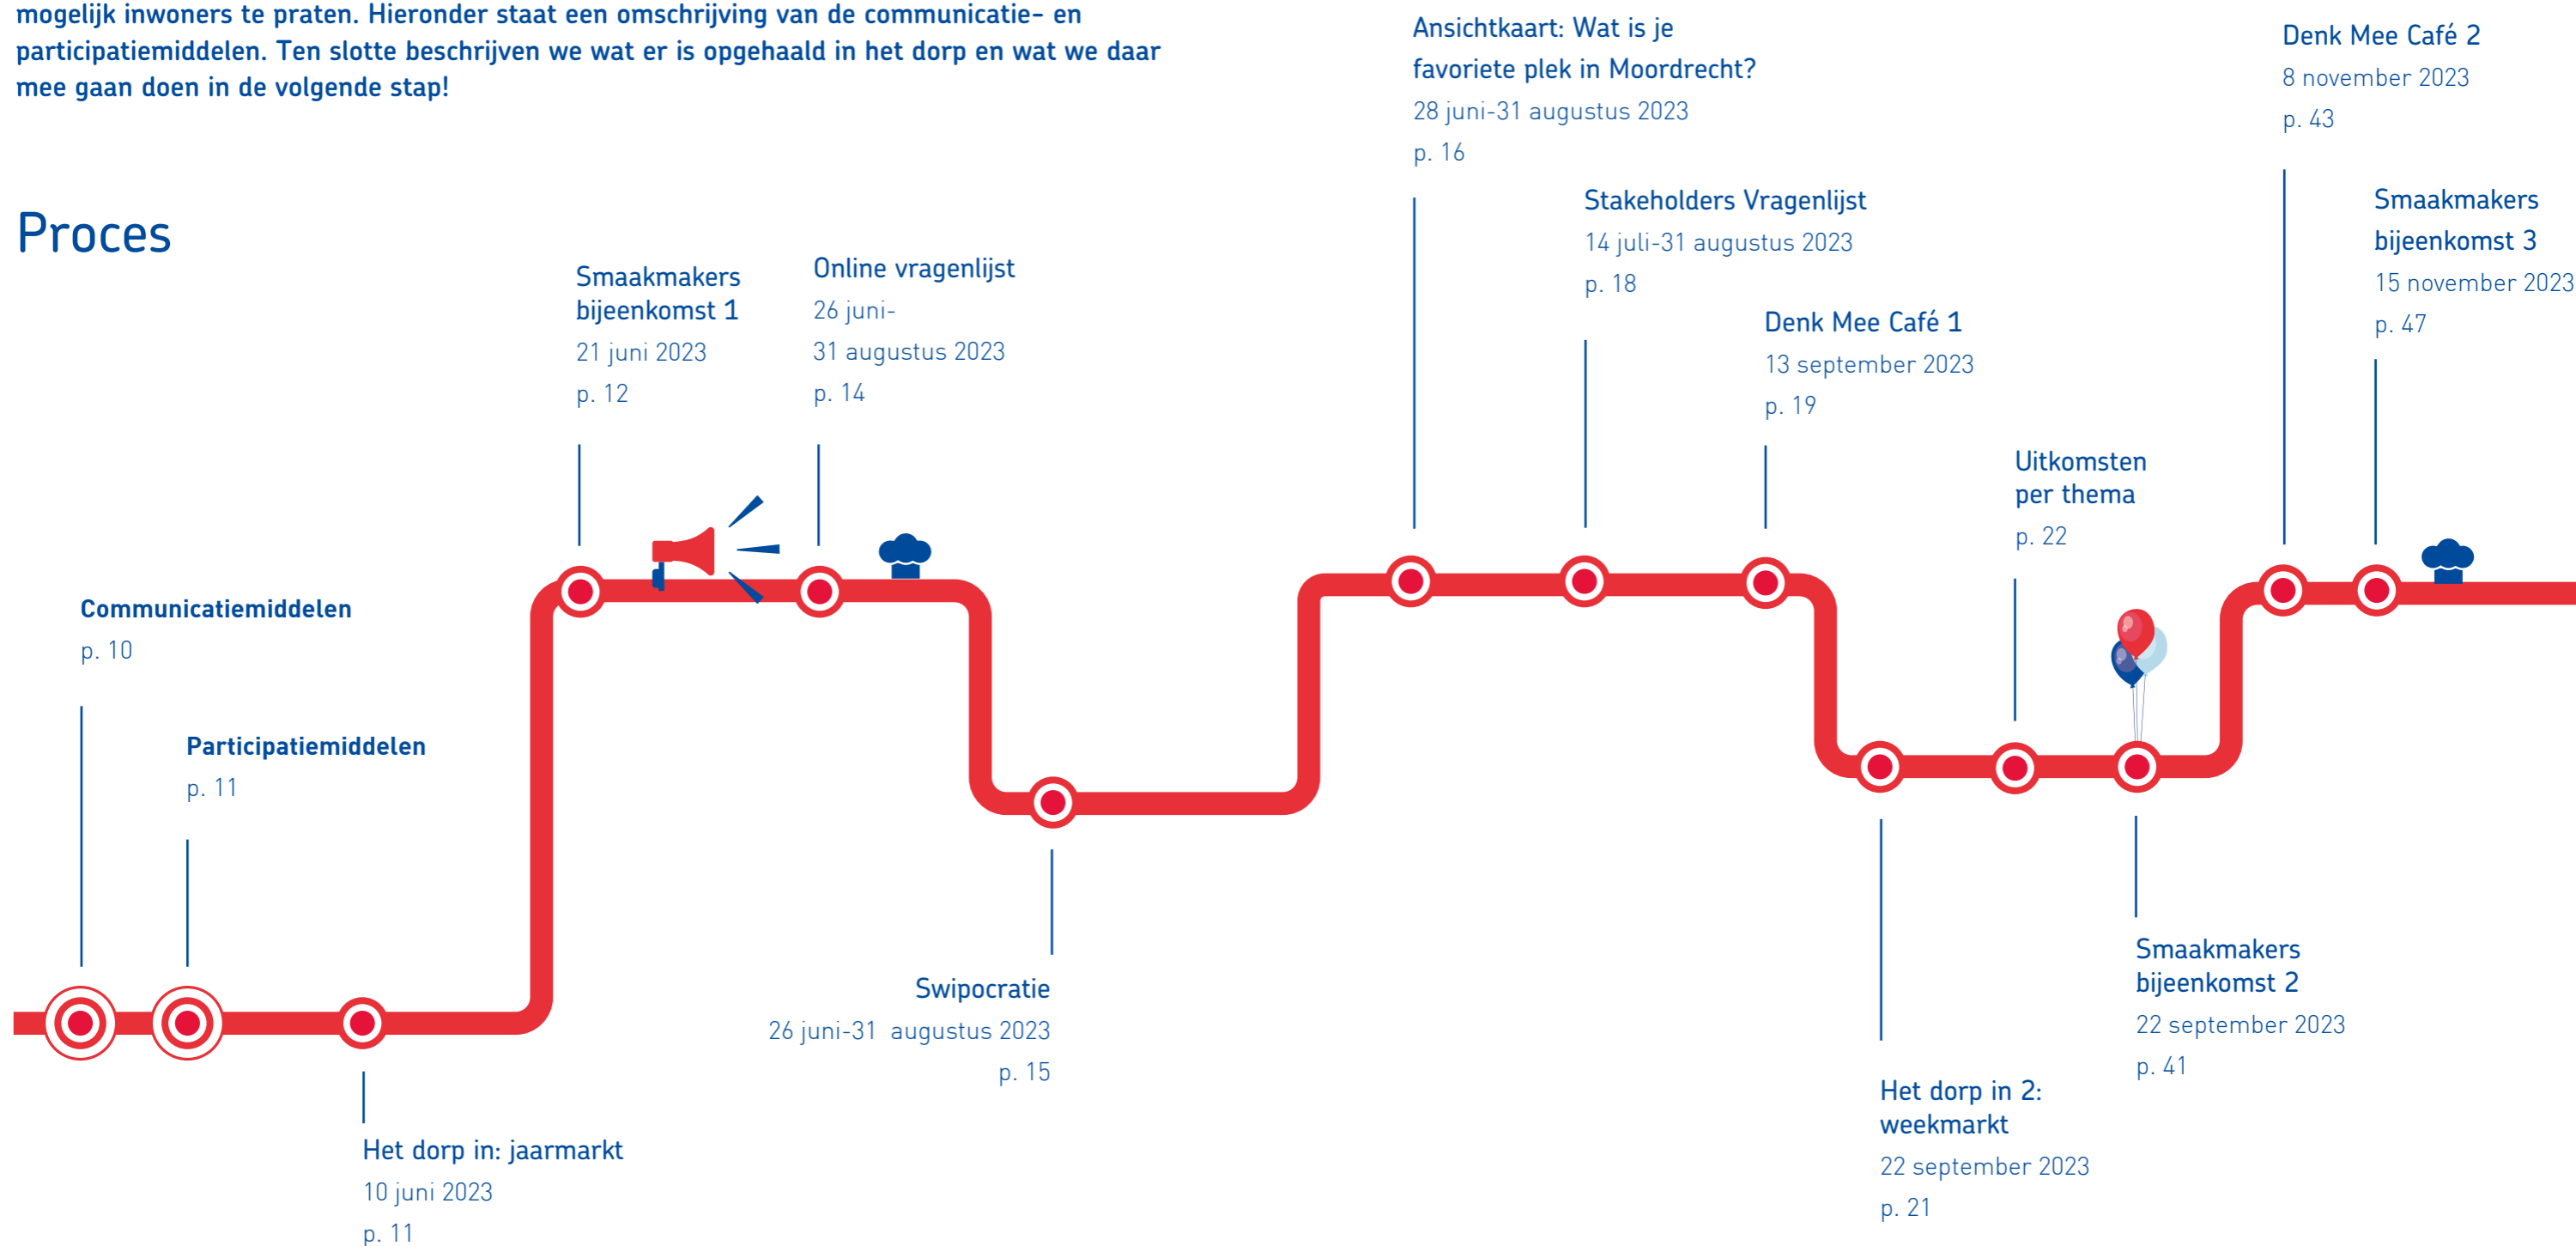 mogelijk inwoners te praten. Hieronder staat een omschrijving van de communicatie- en
participatiemiddelen. Ten slotte beschrijven we wat er is opgehaald in het dorp en wat we daar
mee gaan doen in de volgende stap!
Proces
Communicatiemiddelen
p. 10
Participatiemiddelen
p. 11
Het dorp in: jaarmarkt
10 juni 2023
p. 11
Smaakmakers
bijeenkomst 1
21 juni 2023
p. 12
Online vragenlijst
26 juni-
31 augustus 2023
p. 14
Swipocratie
26 juni-31 augustus 2023
p. 15
Ansichtkaart: Wat is je
favoriete plek in Moordrecht?
28 juni-31 augustus 2023
p. 16
Stakeholders Vragenlijst
14 juli-31 augustus 2023
p. 18
Denk Mee Café 1
13 september 2023
p. 19
Het dorp in 2:
weekmarkt
22 september 2023
p. 21
Uitkomsten
per thema
p. 22
Smaakmakers
bijeenkomst 2
22 september 2023
p. 41
Denk Mee Café 2
8 november 2023
p. 43
Smaakmakers
bijeenkomst 3
15 november 2023
p. 47